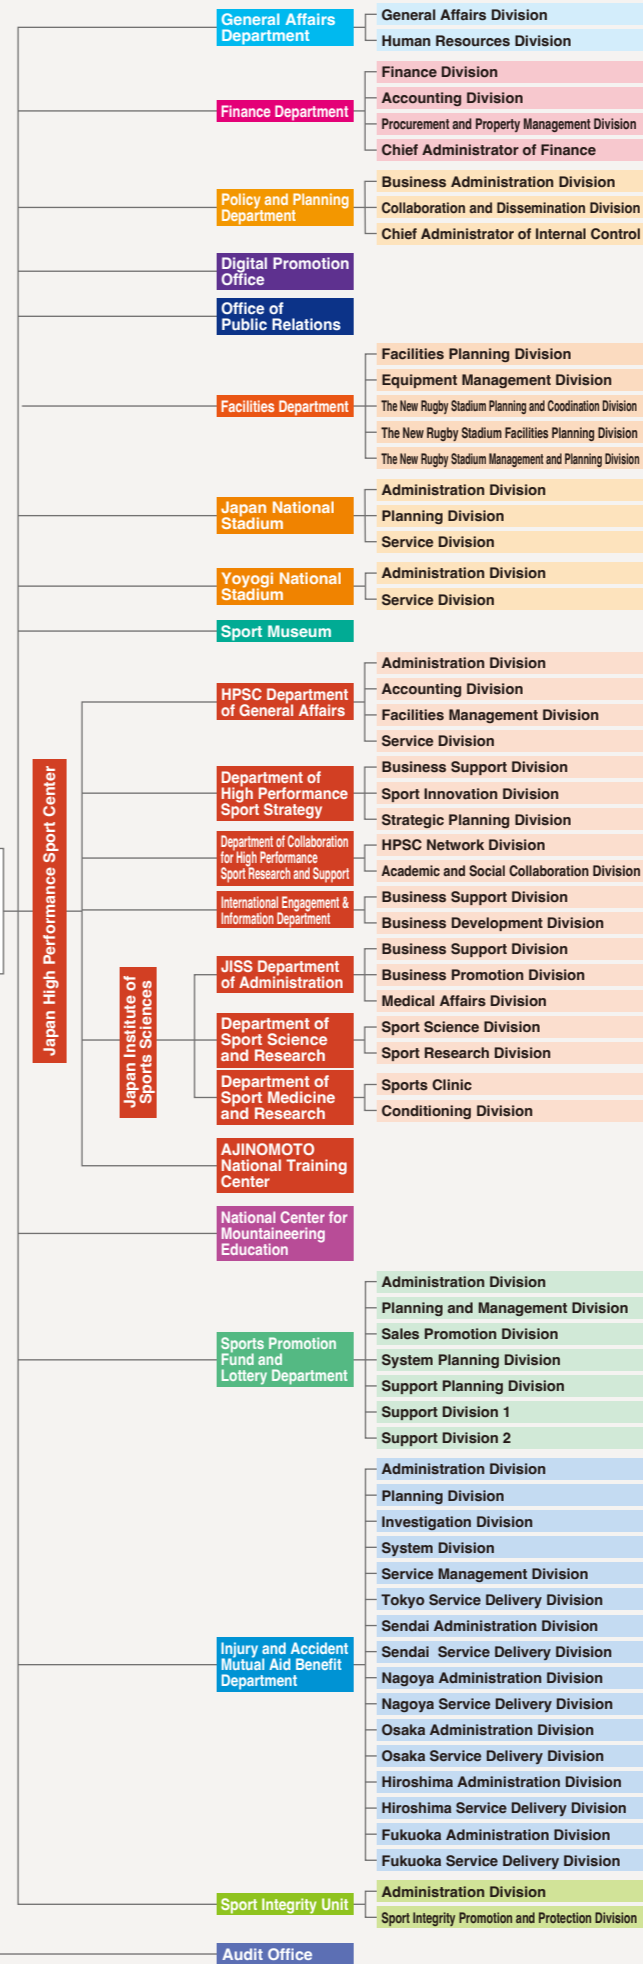 General Affairs
Department
General Affairs Division
Human Resources Division
Finance Department
Finance Division
Accounting Division
Procurement and Property Management Division
Chief Administrator of Finance
Policy and Planning
Department
Business Administration Division
Collaboration and Dissemination Division
Chief Administrator of Internal Control
Digital Promotion
Office
Office of
Public Relations
Facilities Department
Facilities Planning Division
Equipment Management Division
The New Rugby Stadium Planning and Coodination Division
The New Rugby Stadium Facilities Planning Division
The New Rugby Stadium Management and Planning Division
Japan National
Stadium
Administration Division
Planning Division
Service Division
Yoyogi National
Stadium
Administration Division
Service Division
Sport Museum
Japan High Performance Sport Center
HPSC Department
of General Affairs
Administration Division
Accounting Division
Facilities Management Division
Service Division
Department of
High Performance
Sport Strategy
Business Support Division
Sport Innovation Division
Strategic Planning Division
Department of Collaboration
for High Performance
Sport Research and Support
HPSC Network Division
Academic and Social Collaboration Division
International Engagement &
Information Department
Business Support Division
Business Development Division
Japan Institute of
Sports Sciences
JISS Department
of Administration
Business Support Division
Business Promotion Division
Medical Affairs Division
Department of
Sport Science
and Research
Sport Science Division
Sport Research Division
Department of
Sport Medicine
and Research
Sports Clinic
Conditioning Division
AJINOMOTO
National Training
Center
National Center for
Mountaineering
Education
Sports Promotion
Fund and
Lottery Department
Administration Division
Planning and Management Division
Sales Promotion Division
System Planning Division
Support Planning Division
Support Division 1
Support Division 2
Injury and Accident
Mutual Aid Benefit
Department
Administration Division
Planning Division
Investigation Division
System Division
Service Management Division
Tokyo Service Delivery Division
Sendai Administration Division
Sendai Service Delivery Division
Nagoya Administration Division
Nagoya Service Delivery Division
Osaka Administration Division
Osaka Service Delivery Division
Hiroshima Administration Division
Hiroshima Service Delivery Division
Fukuoka Administration Division
Fukuoka Service Delivery Division
Sport Integrity Unit
Administration Division
Sport Integrity Promotion and Protection Division
Audit Office